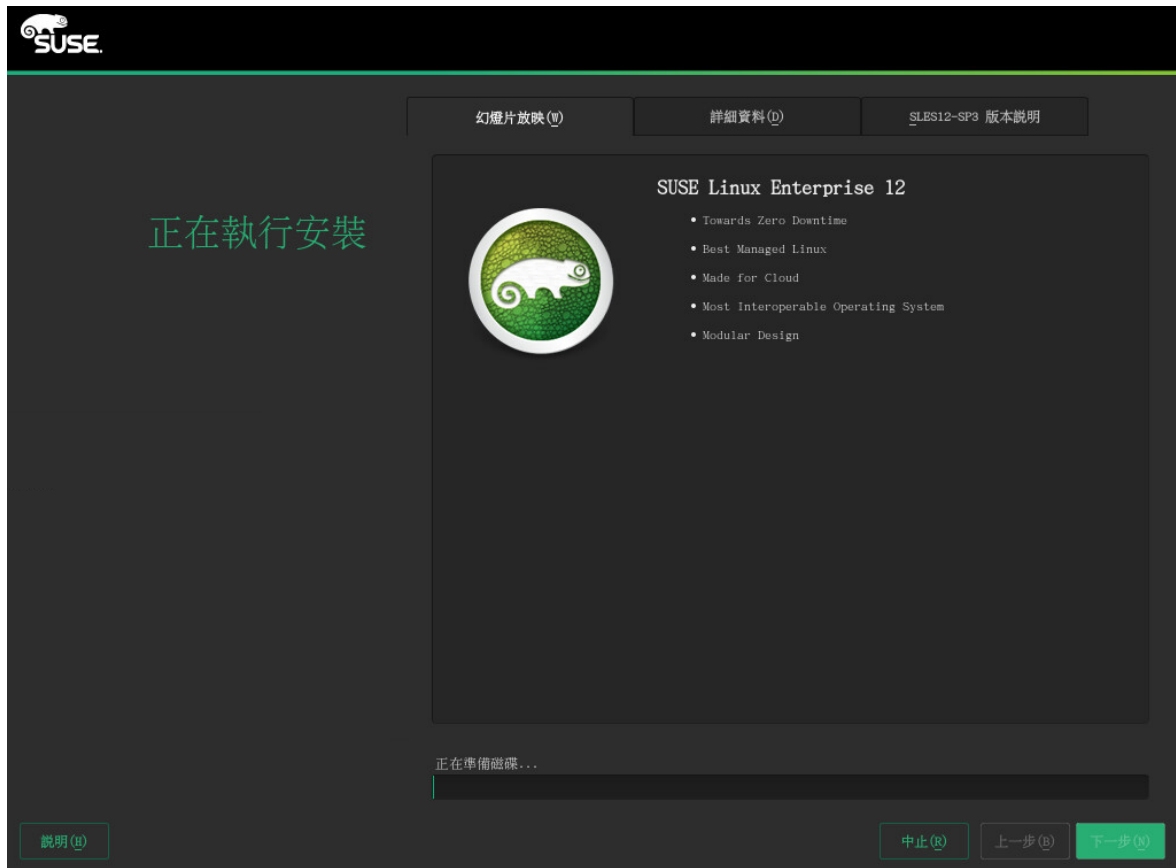 SUSE.
幻燈片放映(W)
詳細資料(D)
SLES12-SP3 版本說明
正在執行安裝
SUSE Linux Enterprise 12
• Towards Zero Downtime
• Best Managed Linux
• Made for Cloud
• Most Interoperable Operating System
• Modular Design
正在準備磁碟...
說明(H)
中止(R)
上一步(B)
下一步(N)